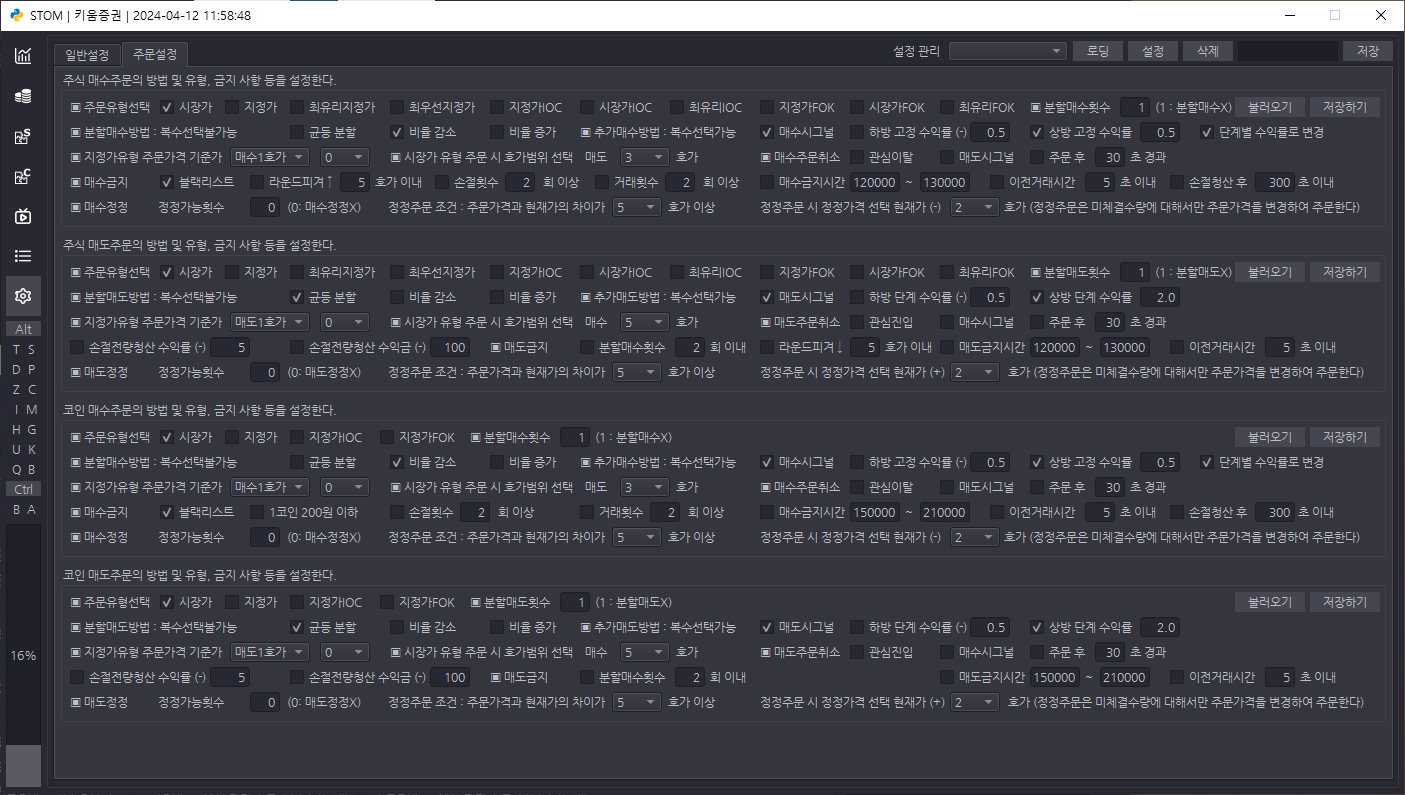 STOM | 키움증권 | 2024-04-12 11:58:48
일반설정 주문설정 설정 관리 로딩 설정 삭제 저장
주식 매수주문의 방법 및 유형, 금지 사항 등을 설정한다.
▣ 주문유형선택 시장가 지정가 최유리지정가 최우선지정가 지정가IOC 시장가IOC 최유리IOC 지정가FOK 시장가FOK 최유리FOK ▣ 분할매수횟수 1 (1 : 분할매수X) 불러오기 저장하기
▣ 분할매수방법 : 복수선택불가능 균등 분할 비율 감소 비율 증가 ▣ 추가매수방법 : 복수선택가능 매수시그널 하방 고정 수익률 (-) 0.5 상방 고정 수익률 0.5 단계별 수익률로 변경
▣ 지정가유형 주문가격 기준가 매수1호가 0 ▣ 시장가 유형 주문 시 호가범위 선택 매도 3 호가 ▣ 매수주문취소 관심이탈 매도시그널 주문 후 30 초 경과
▣ 매수금지 블랙리스트 라운드피겨↑ 5 호가 이내 손절횟수 2 회 이상 거래횟수 2 회 이상 매수금지시간 120000 ~ 130000 이전거래시간 5 초 이내 손절청산 후 300 초 이내
▣ 매수정정 정정가능횟수 0 (0: 매수정정X) 정정주문 조건 : 주문가격과 현재가의 차이가 5 호가 이상 정정주문 시 정정가격 선택 현재가 (-) 2 호가 (정정주문은 미체결수량에 대해서만 주문가격을 변경하여 주문한다)
주식 매도주문의 방법 및 유형, 금지 사항 등을 설정한다.
▣ 주문유형선택 시장가 지정가 최유리지정가 최우선지정가 지정가IOC 시장가IOC 최유리IOC 지정가FOK 시장가FOK 최유리FOK ▣ 분할매도횟수 1 (1 : 분할매도X) 불러오기 저장하기
▣ 분할매도방법 : 복수선택불가능 균등 분할 비율 감소 비율 증가 ▣ 추가매도방법 : 복수선택가능 매도시그널 하방 단계 수익률 (-) 0.5 상방 단계 수익률 2.0
▣ 지정가유형 주문가격 기준가 매도1호가 0 ▣ 시장가 유형 주문 시 호가범위 선택 매수 5 호가 ▣ 매도주문취소 관심진입 매수시그널 주문 후 30 초 경과
손절전량청산 수익률 (-) 5 손절전량청산 수익금 (-) 100 ▣ 매도금지 분할매수횟수 2 회 이내 라운드피겨↓ 5 호가 이내 매도금지시간 120000 ~ 130000 이전거래시간 5 초 이내
▣ 매도정정 정정가능횟수 0 (0: 매도정정X) 정정주문 조건 : 주문가격과 현재가의 차이가 5 호가 이상 정정주문 시 정정가격 선택 현재가 (+) 2 호가 (정정주문은 미체결수량에 대해서만 주문가격을 변경하여 주문한다)
코인 매수주문의 방법 및 유형, 금지 사항 등을 설정한다.
▣ 주문유형선택 시장가 지정가 지정가IOC 지정가FOK ▣ 분할매수횟수 1 (1 : 분할매수X) 불러오기 저장하기
▣ 분할매수방법 : 복수선택불가능 균등 분할 비율 감소 비율 증가 ▣ 추가매수방법 : 복수선택가능 매수시그널 하방 고정 수익률 (-) 0.5 상방 고정 수익률 0.5 단계별 수익률로 변경
▣ 지정가유형 주문가격 기준가 매수1호가 0 ▣ 시장가 유형 주문 시 호가범위 선택 매도 3 호가 ▣ 매수주문취소 관심이탈 매도시그널 주문 후 30 초 경과
▣ 매수금지 블랙리스트 1코인 200원 이하 손절횟수 2 회 이상 거래횟수 2 회 이상 매수금지시간 150000 ~ 210000 이전거래시간 5 초 이내 손절청산 후 300 초 이내
▣ 매수정정 정정가능횟수 0 (0: 매수정정X) 정정주문 조건 : 주문가격과 현재가의 차이가 5 호가 이상 정정주문 시 정정가격 선택 현재가 (-) 2 호가 (정정주문은 미체결수량에 대해서만 주문가격을 변경하여 주문한다)
코인 매도주문의 방법 및 유형, 금지 사항 등을 설정한다.
▣ 주문유형선택 시장가 지정가 지정가IOC 지정가FOK ▣ 분할매도횟수 1 (1 : 분할매도X) 불러오기 저장하기
▣ 분할매도방법 : 복수선택불가능 균등 분할 비율 감소 비율 증가 ▣ 추가매도방법 : 복수선택가능 매도시그널 하방 단계 수익률 (-) 0.5 상방 단계 수익률 2.0
▣ 지정가유형 주문가격 기준가 매도1호가 0 ▣ 시장가 유형 주문 시 호가범위 선택 매수 5 호가 ▣ 매도주문취소 관심진입 매수시그널 주문 후 30 초 경과
손절전량청산 수익률 (-) 5 손절전량청산 수익금 (-) 100 ▣ 매도금지 분할매수횟수 2 회 이내 매도금지시간 150000 ~ 210000 이전거래시간 5 초 이내
▣ 매도정정 정정가능횟수 0 (0: 매도정정X) 정정주문 조건 : 주문가격과 현재가의 차이가 5 호가 이상 정정주문 시 정정가격 선택 현재가 (+) 2 호가 (정정주문은 미체결수량에 대해서만 주문가격을 변경하여 주문한다)
S
C
Alt
T S
D P
Z C
I M
H G
U K
Q B
Ctrl
B A
16%